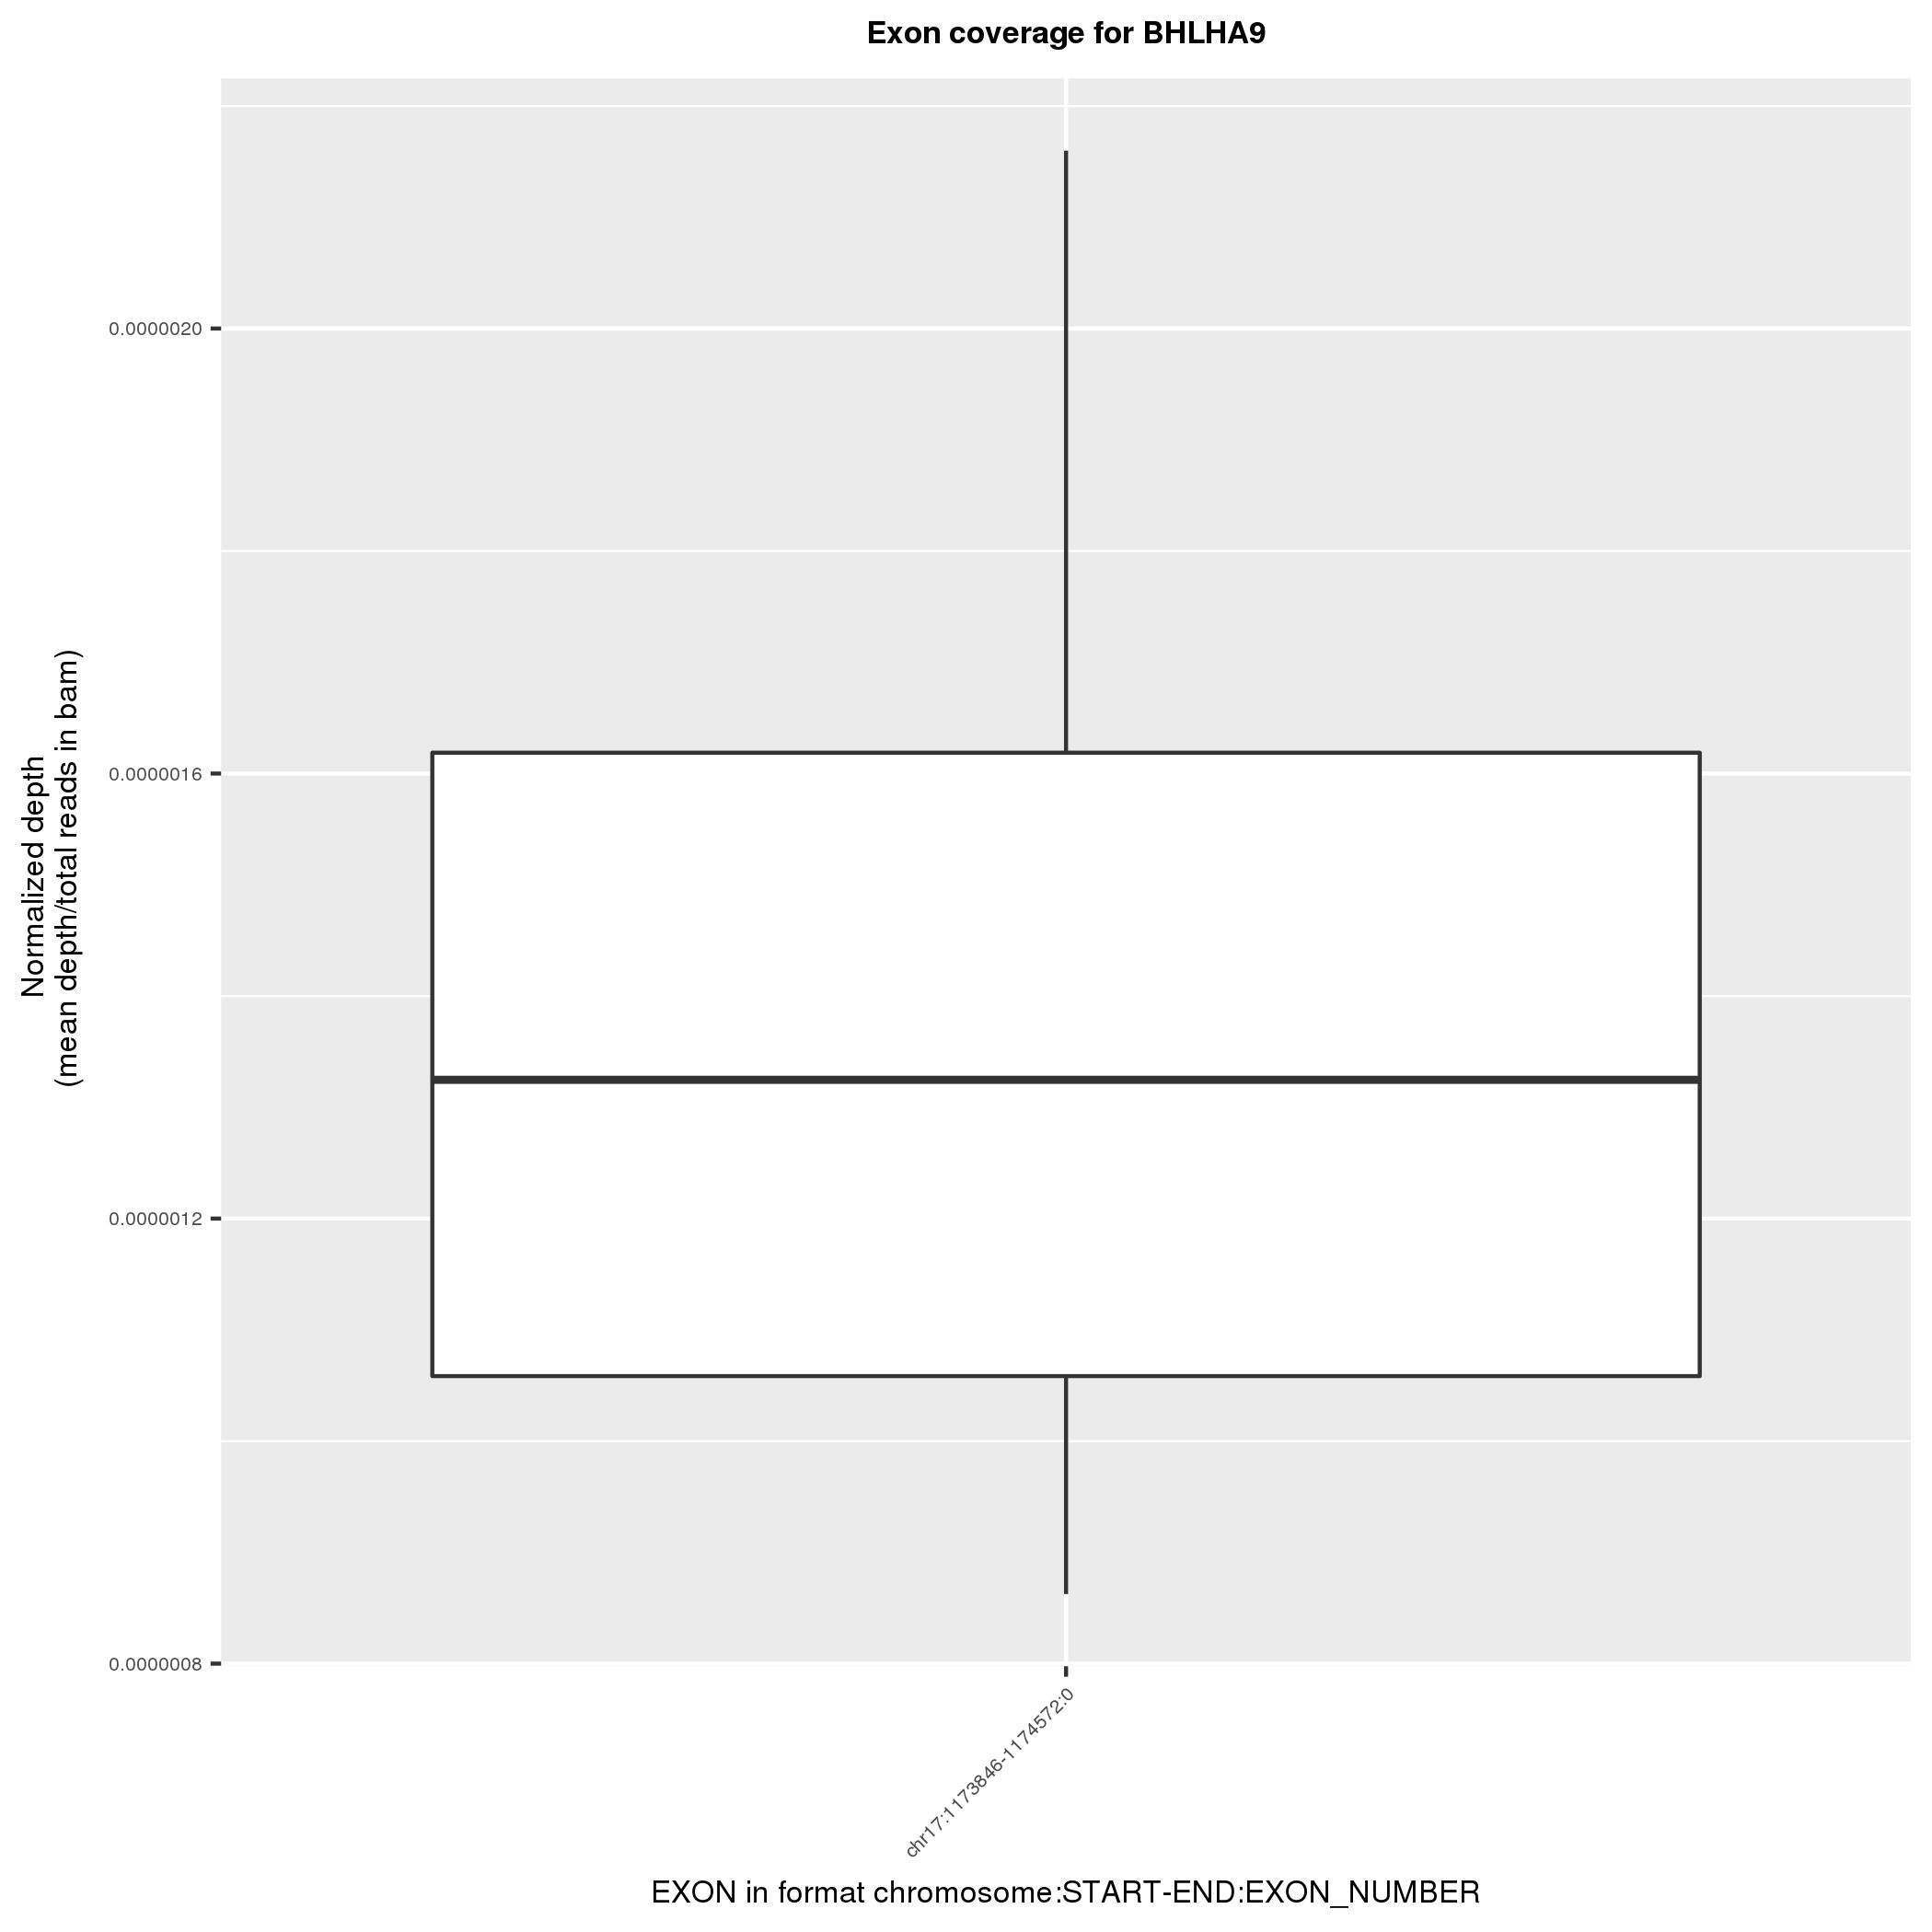 Exon coverage for BHLHA9
Normalized depth
(mean depth/total reads in bam)
0.0000020
0.0000016
0.0000012
0.0000008
chr17:1173846-1174572:0
EXON in format chromosome:START-END:EXON_NUMBER